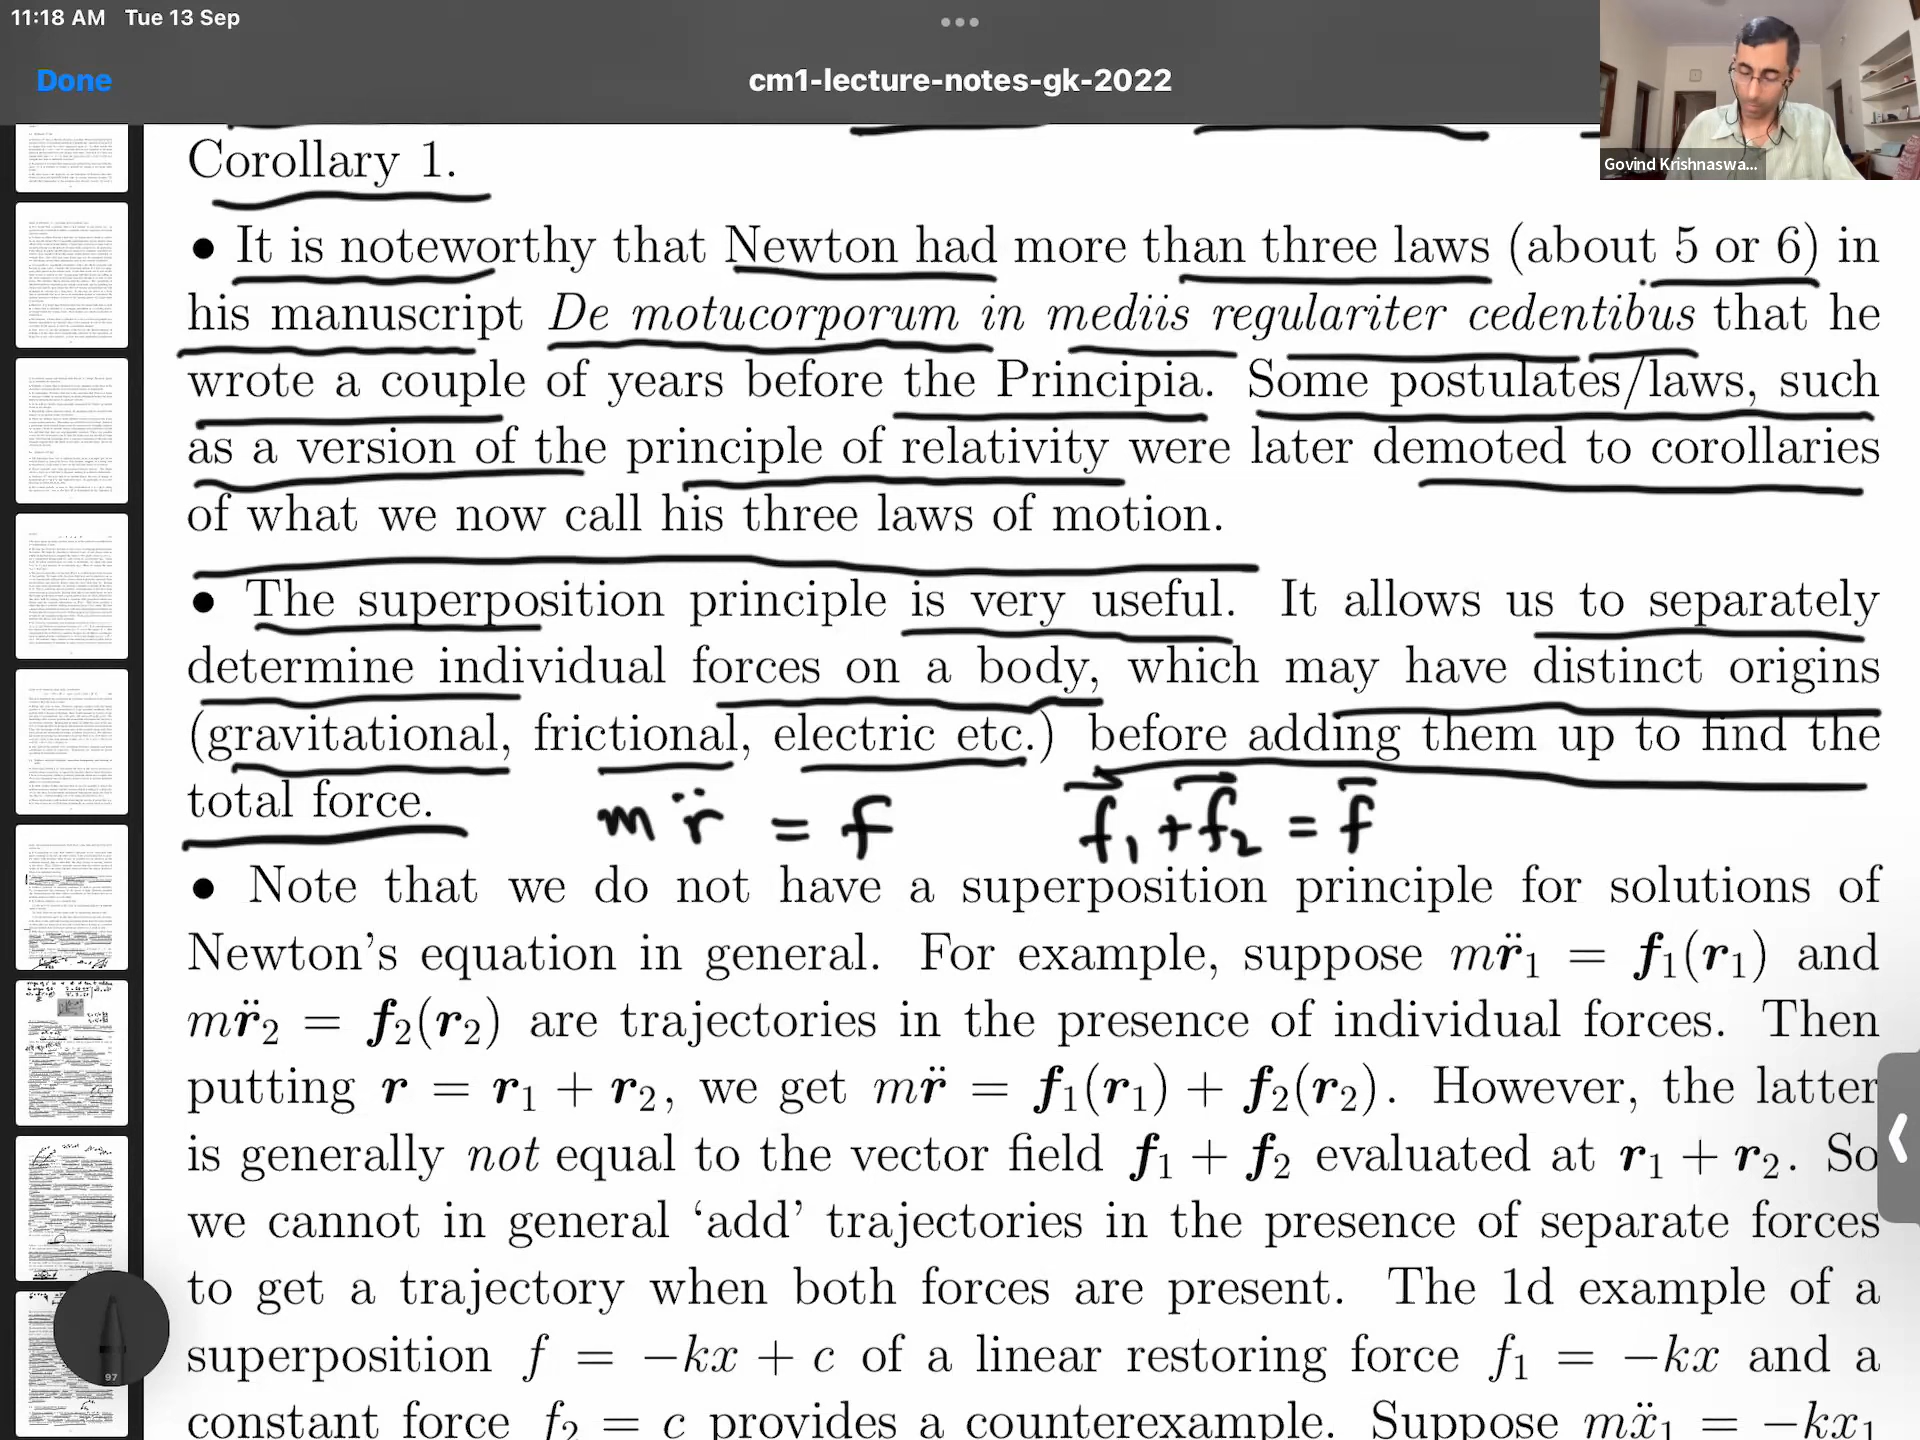 11:18 AM Tue 13 Sep
Done
cm1-lecture-notes-gk-2022
Govind Krishnaswa...
Corollary 1.
• It is noteworthy that Newton had more than three laws (about 5 or 6) in
his manuscript De motucorporum in mediis regulariter cedentibus that he
wrote a couple of years before the Principia. Some postulates/laws, such
as a version of the principle of relativity were later demoted to corollaries
of what we now call his three laws of motion.
• The superposition principle is very useful. It allows us to separately
determine individual forces on a body, which may have distinct origins
(gravitational, frictional, electric etc.) before adding them up to find the
total force.
m r̈ = f
f⃗₁ + f⃗₂ = f⃗
• Note that we do not have a superposition principle for solutions of
Newton’s equation in general. For example, suppose mr̈₁ = f₁(r₁) and
mr̈₂ = f₂(r₂) are trajectories in the presence of individual forces. Then
putting r = r₁ + r₂, we get mr̈ = f₁(r₁) + f₂(r₂). However, the latter
is generally not equal to the vector field f₁ + f₂ evaluated at r₁ + r₂. So
we cannot in general ‘add’ trajectories in the presence of separate forces
to get a trajectory when both forces are present. The 1d example of a
superposition f = −kx + c of a linear restoring force f₁ = −kx and a
constant force f₂ = c provides a counterexample. Suppose mẍ₁ = −kx₁
97